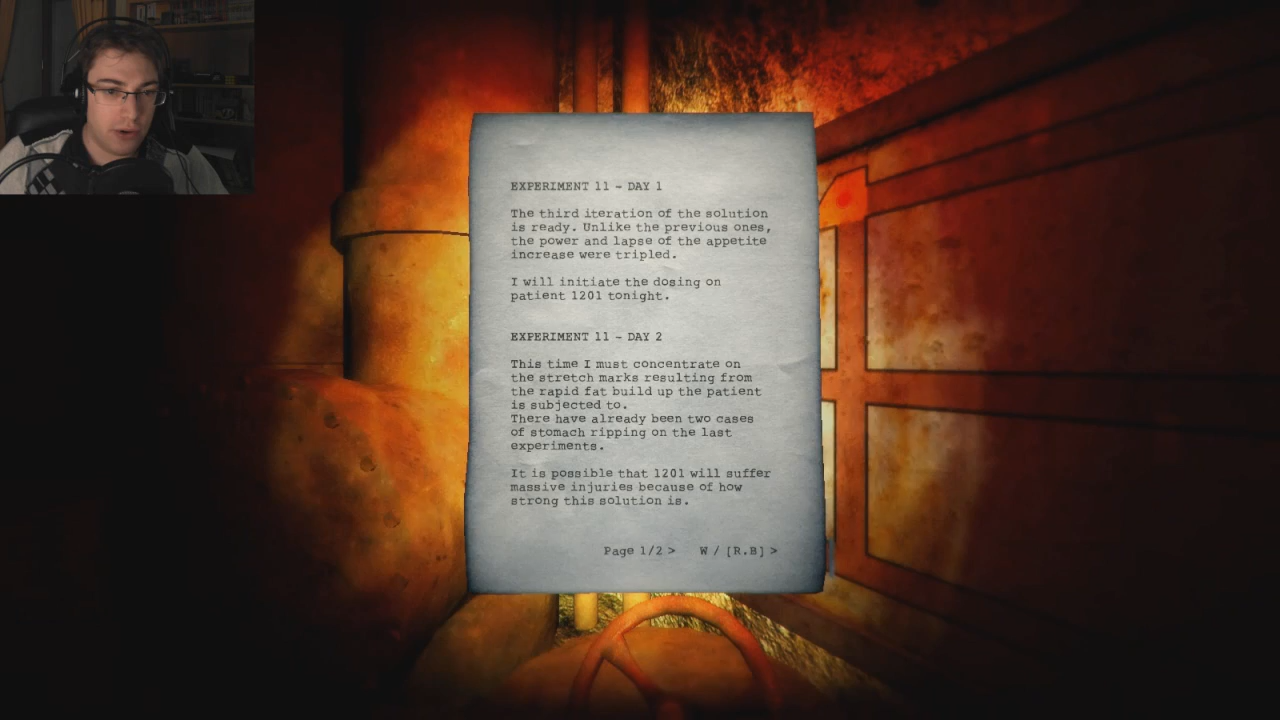 EXPERIMENT 11 - DAY 1
The third iteration of the solution
is ready. Unlike the previous ones,
the power and lapse of the appetite
increase were tripled.
I will initiate the dosing on
patient 1201 tonight.
EXPERIMENT 11 - DAY 2
This time I must concentrate on
the stretch marks resulting from
the rapid fat build up the patient
is subjected to.
There have already been two cases
of stomach ripping on the last
experiments.
It is possible that 1201 will suffer
massive injuries because of how
strong this solution is.
Page 1/2 > W / [R.B] >